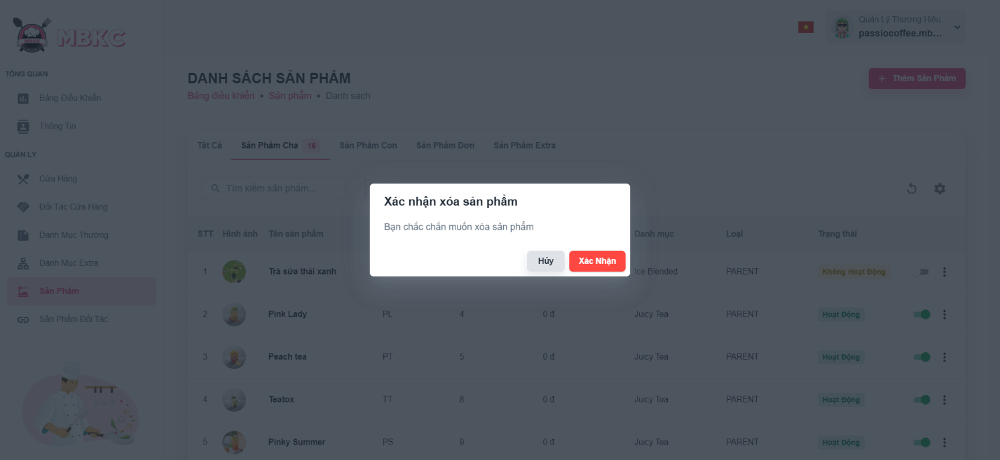 MBKC
MBKC
Quản Lý Thương Hiệu
passiocoffee.mb...
TỔNG QUAN
Bảng Điều Khiển
Thông Tin
QUẢN LÝ
Cửa Hàng
Đối Tác Cửa Hàng
Danh Mục Thường
Danh Mục Extra
Sản Phẩm
Sản Phẩm Đối Tác
DANH SÁCH SẢN PHẨM
Bảng điều khiển • Sản phẩm • Danh sách
+ Thêm Sản Phẩm
Tất Cả Sản Phẩm Cha 16 Sản Phẩm Con Sản Phẩm Đơn Sản Phẩm Extra
Tìm kiếm sản phẩm...
Xác nhận xóa sản phẩm
Bạn chắc chắn muốn xóa sản phẩm
Hủy Xác Nhận
STT Hình ảnh Tên sản phẩm Danh mục Loại Trạng thái
1 Trà sữa thái xanh Ice Blended PARENT Không Hoạt Động
2 Pink Lady PL 4 0 đ Juicy Tea PARENT Hoạt Động
3 Peach tea PT 5 0 đ Juicy Tea PARENT Hoạt Động
4 Teatox TT 8 0 đ Juicy Tea PARENT Hoạt Động
5 Pinky Summer PS 9 0 đ Juicy Tea PARENT Hoạt Động